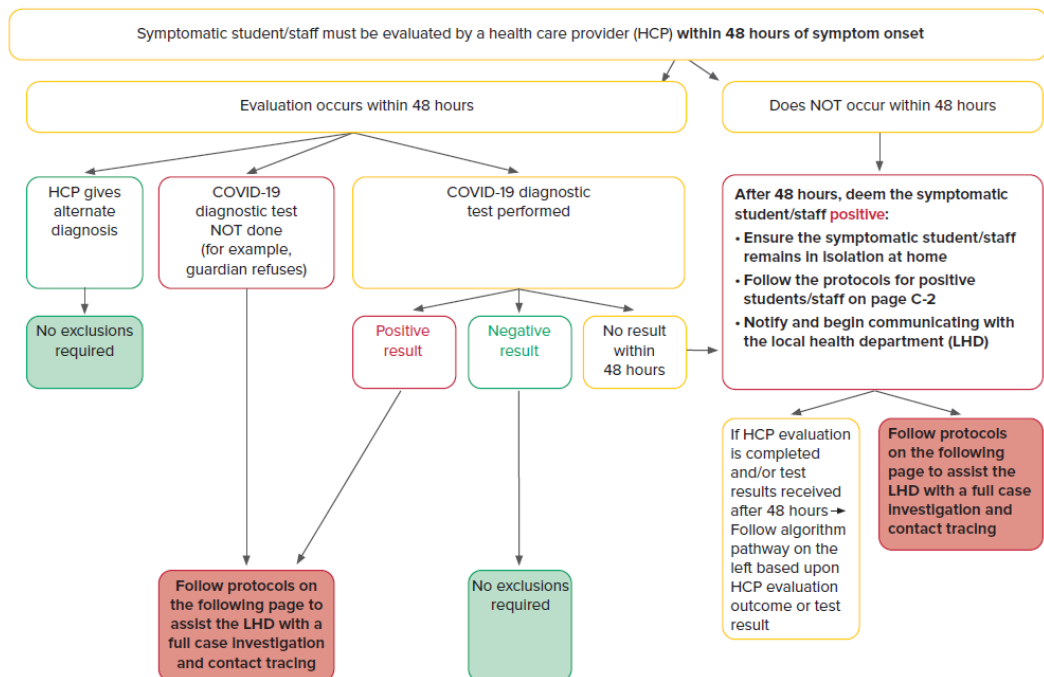 Symptomatic student/staff must be evaluated by a health care provider (HCP) within 48 hours of symptom onset
Evaluation occurs within 48 hours
Does NOT occur within 48 hours
HCP gives
alternate
diagnosis
COVID-19
diagnostic test
NOT done
(for example,
guardian refuses)
COVID-19 diagnostic
test performed
After 48 hours, deem the symptomatic
student/staff positive:
• Ensure the symptomatic student/staff
remains in isolation at home
• Follow the protocols for positive
students/staff on page C-2
• Notify and begin communicating with
the local health department (LHD)
No exclusions
required
Positive
result
Negative
result
No result
within
48 hours
If HCP evaluation
is completed
and/or test
results received
after 48 hours →
Follow algorithm
pathway on the
left based upon
HCP evaluation
outcome or test
result
Follow protocols
on the following
page to assist the
LHD with a full case
investigation and
contact tracing
Follow protocols on
the following page to
assist the LHD with a
full case investigation
and contact tracing
No exclusions
required